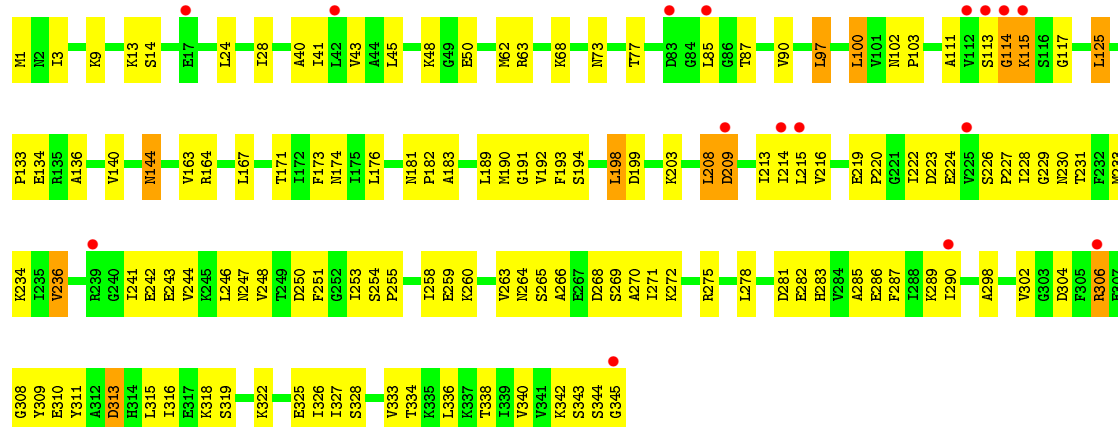 M1 N2 I3 K9 K13 S14 E17 L24 I28 A40 I41 L42 V43 A44 L45 K48 G49 E50 M62 R63 K68 N73 T77 D83 G84 L85 G86 T87 V90 L97 L100 V101 N102 P103 A111 V112 S113 G114 K115 S116 G117 L125
P133 E134 R135 A136 V140 N144 V163 R164 L167 T171 I172 F173 N174 I175 L176 N181 P182 A183 L189 M190 G191 V192 F193 S194 L198 D199 K203 L208 D209 I213 I214 L215 V216 E219 P220 G221 I222 D223 E224 V225 S226 P227 I228 G229 N230 T231 F232 M233
K234 I235 V236 R239 G240 I241 E242 E243 V244 K245 L246 N247 V248 T249 D250 F251 G252 I253 S254 P255 I258 E259 K260 V263 N264 S265 A266 E267 D268 S269 A270 I271 K272 R275 L278 D281 E282 H283 V284 A285 E286 F287 I288 K289 I290 A298 V302 G303 D304 F305 R306 E307
G308 Y309 E310 Y311 A312 D313 H314 L315 I316 E317 K318 S319 K322 E325 I326 I327 S328 V333 T334 K335 L336 K337 T338 I339 V340 V341 K342 S343 S344 G345